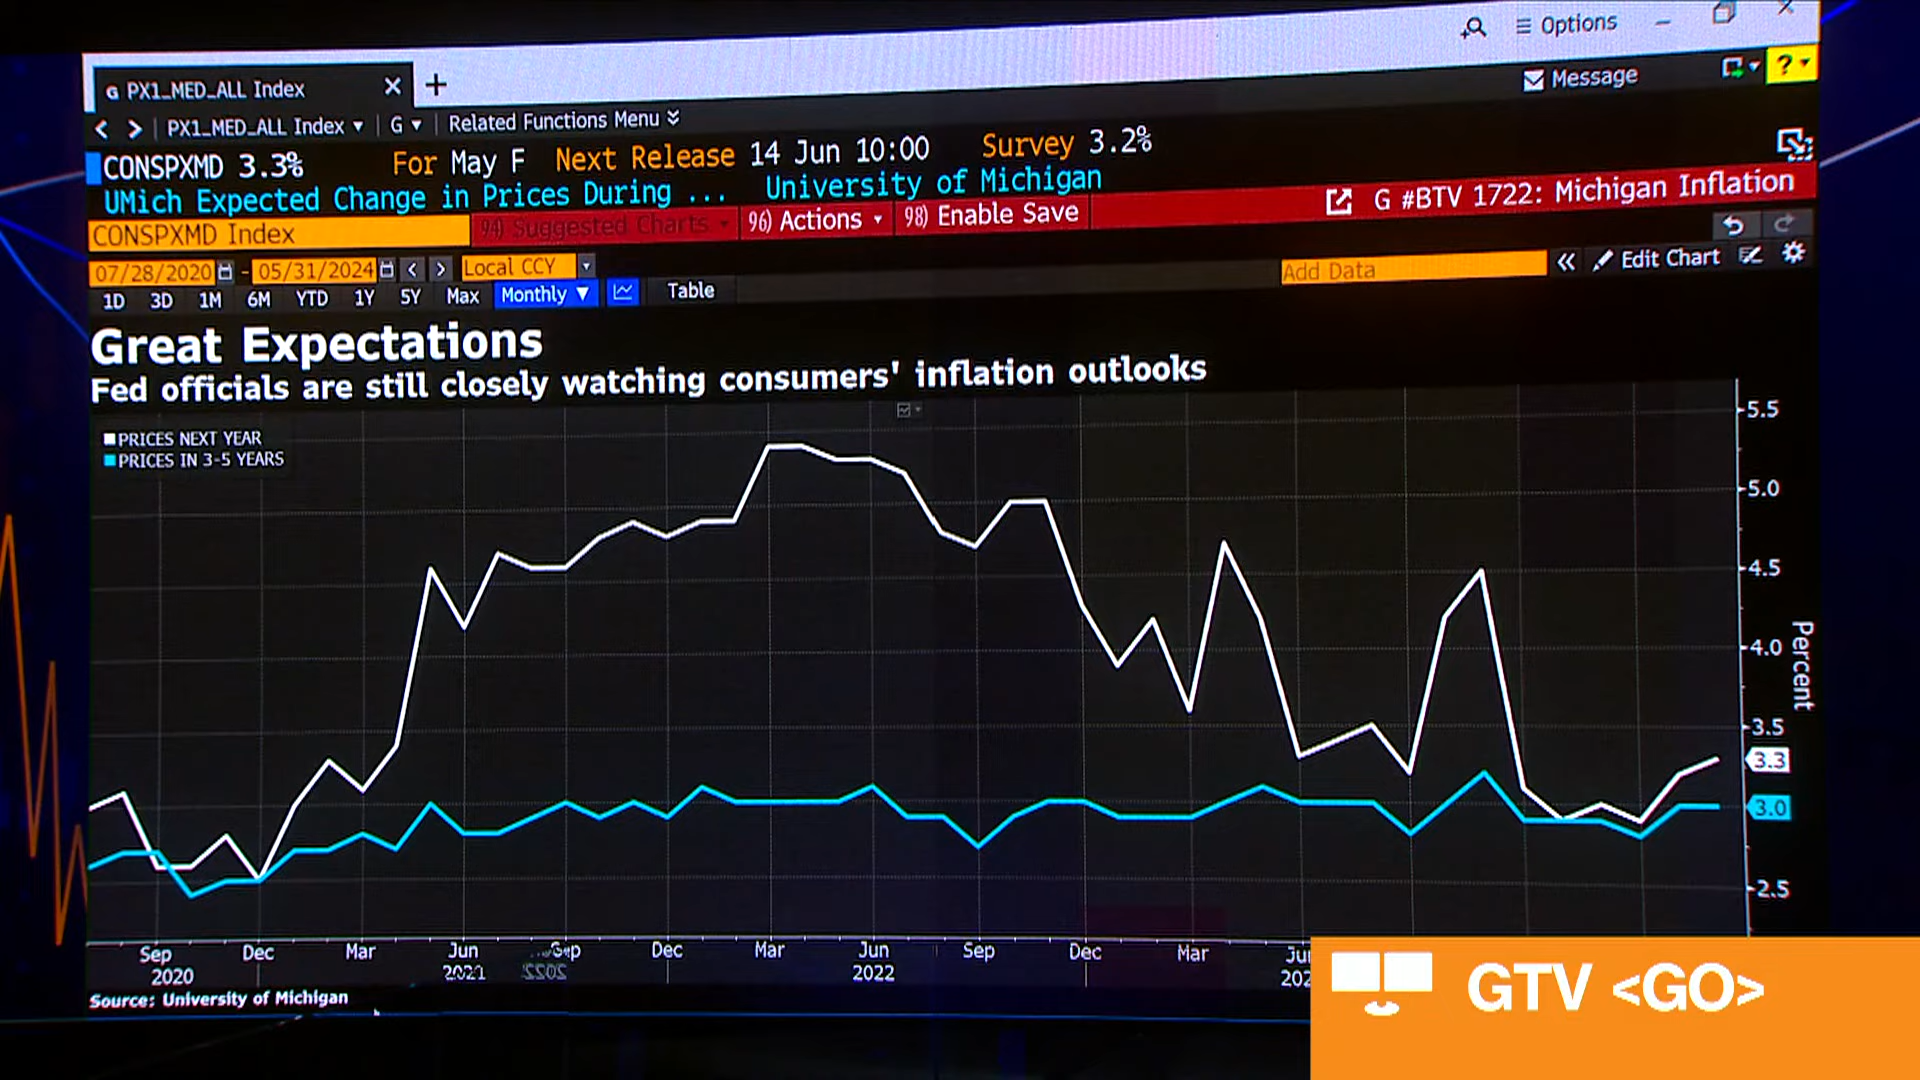 Options
G PX1_MED_ALL Index
Message
?
PX1_MED_ALL Index
G
Related Functions Menu
CONSPXMD 3.3% For May F Next Release 14 Jun 10:00 Survey 3.2%
UMich Expected Change in Prices During ... University of Michigan
G #BTV 1722: Michigan Inflation
CONSPXMD Index
94) Suggested Charts
96) Actions
98) Enable Save
07/28/2020 - 05/31/2024
Local CCY
Add Data
Edit Chart
1D 3D 1M 6M YTD 1Y 5Y Max Monthly Table
Great Expectations
Fed officials are still closely watching consumers' inflation outlooks
PRICES NEXT YEAR
PRICES IN 3-5 YEARS
5.5
5.0
4.5
4.0
3.5
3.3
3.0
2.5
Percent
Sep Dec Mar Jun Sep Dec Mar Jun Sep Dec Mar
2020 2021 2022
Source: University of Michigan
GTV <GO>